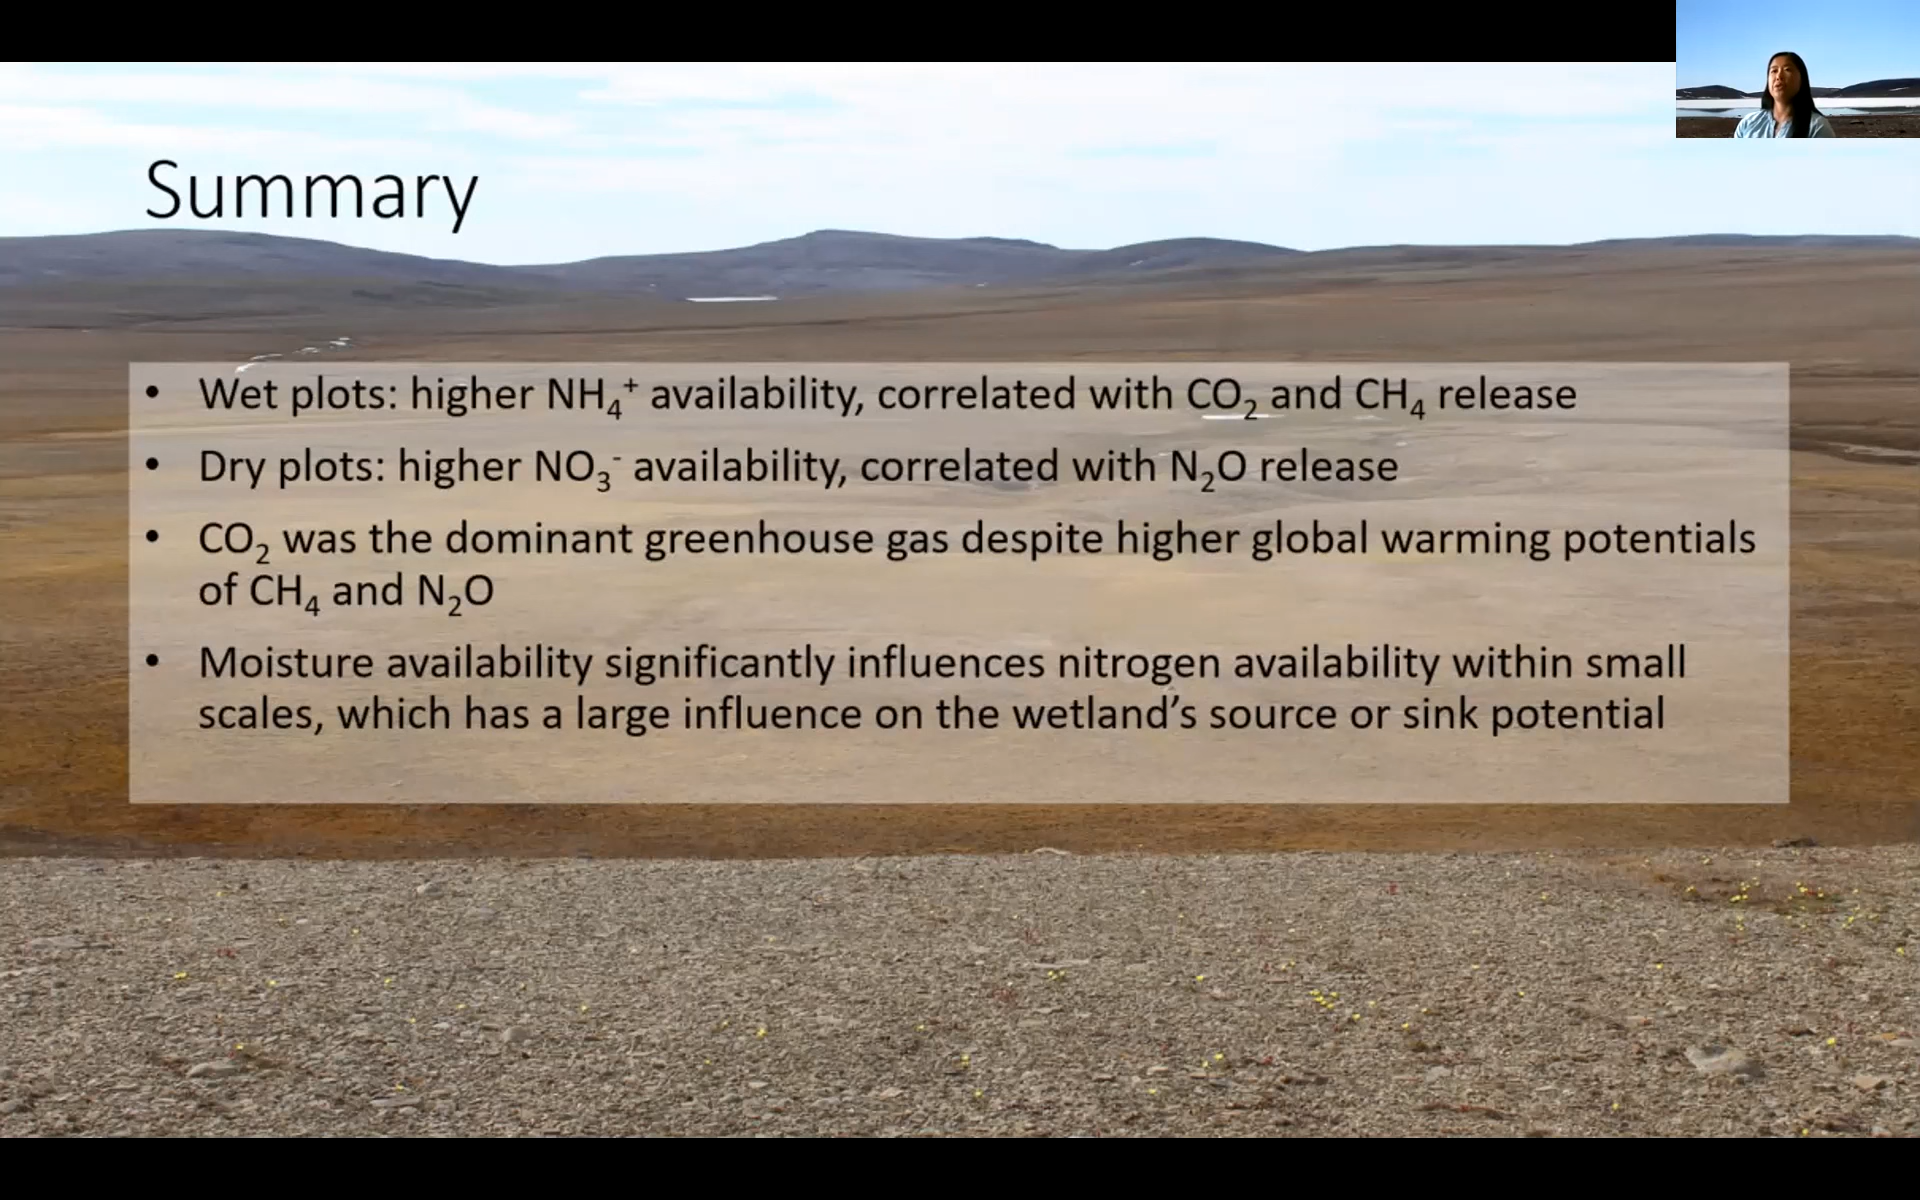 Summary
• Wet plots: higher NH₄⁺ availability, correlated with CO₂ and CH₄ release
• Dry plots: higher NO₃⁻ availability, correlated with N₂O release
• CO₂ was the dominant greenhouse gas despite higher global warming potentials
of CH₄ and N₂O
• Moisture availability significantly influences nitrogen availability within small
scales, which has a large influence on the wetland’s source or sink potential